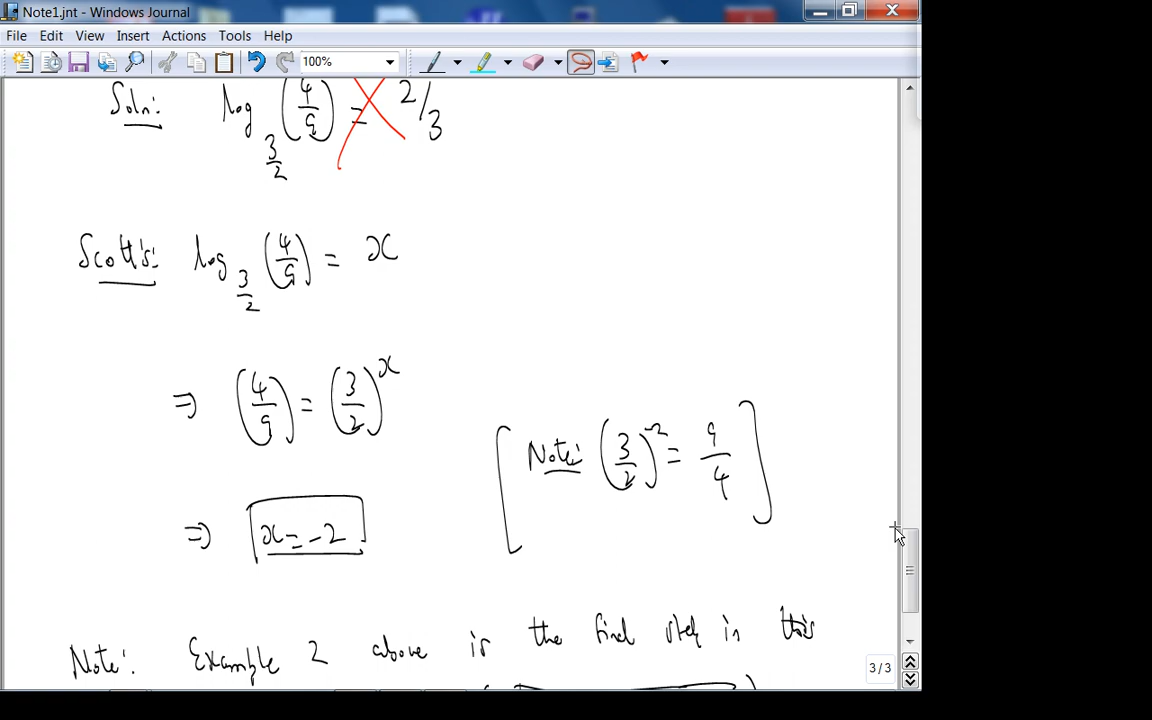 Note1.jnt - Windows Journal
File Edit View Insert Actions Tools Help
100%
Soln: log_{3/2} (4/9) = 2/3
Scott's: log_{3/2} (4/9) = x
⇒ (4/9) = (3/2)^x
[Note: (3/2)^{-2} = 9/4]
⇒ x = -2
Note: Example 2 above is the final step in this
3/3